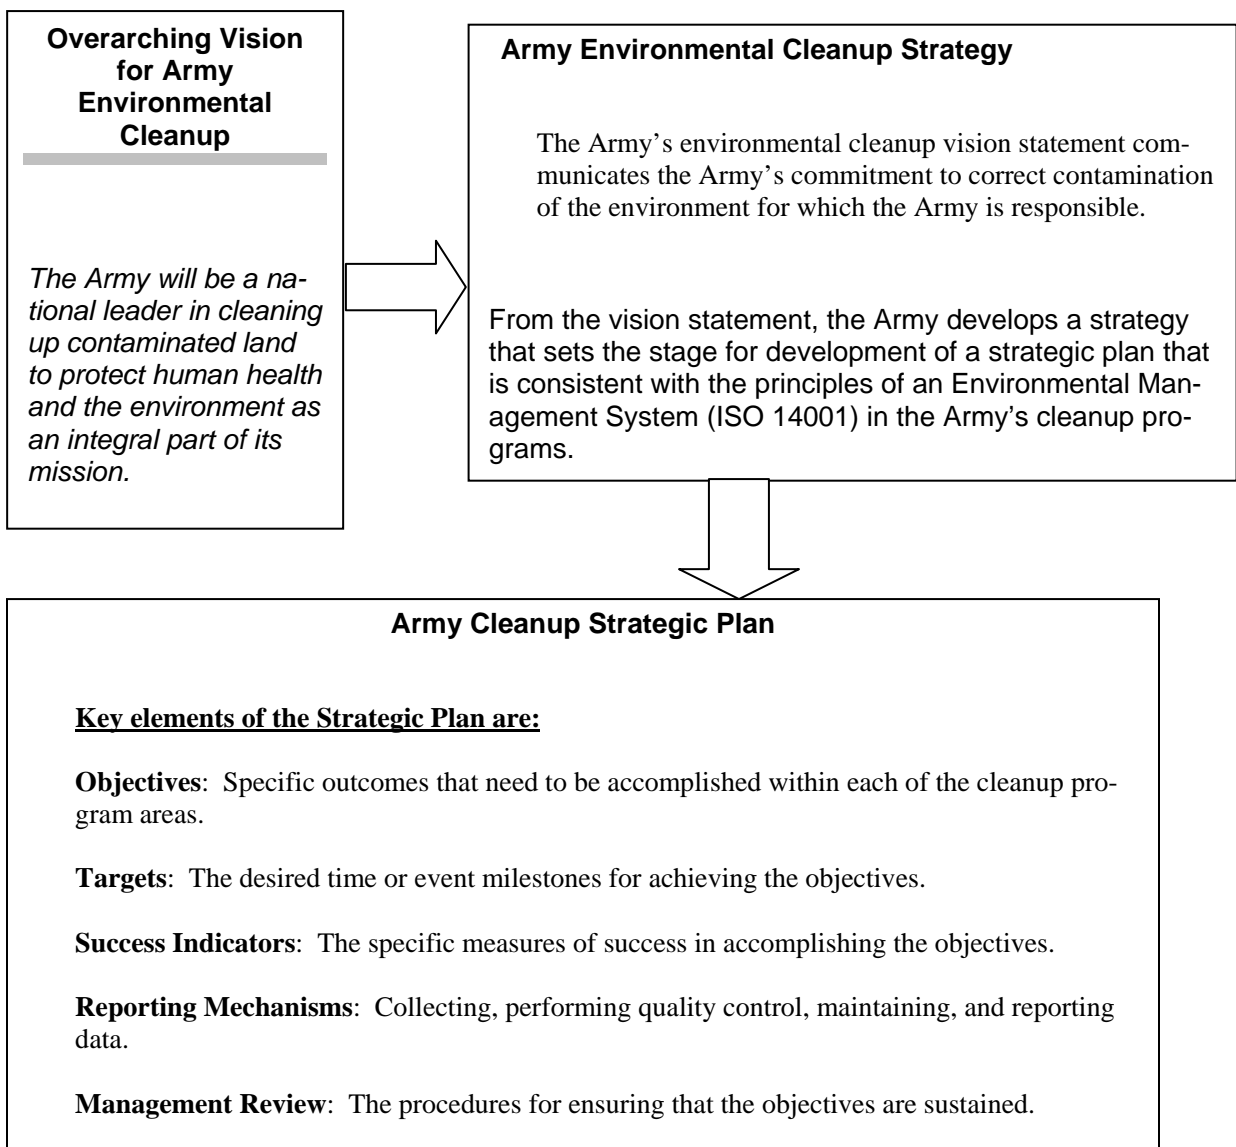 Overarching Vision
for Army
Environmental
Cleanup
The Army will be a na-
tional leader in cleaning
up contaminated land
to protect human health
and the environment as
an integral part of its
mission.
Army Environmental Cleanup Strategy
The Army’s environmental cleanup vision statement com-
municates the Army’s commitment to correct contamination
of the environment for which the Army is responsible.
From the vision statement, the Army develops a strategy
that sets the stage for development of a strategic plan that
is consistent with the principles of an Environmental Man-
agement System (ISO 14001) in the Army’s cleanup pro-
grams.
Army Cleanup Strategic Plan
Key elements of the Strategic Plan are:
Objectives:  Specific outcomes that need to be accomplished within each of the cleanup pro-
gram areas.
Targets:  The desired time or event milestones for achieving the objectives.
Success Indicators:  The specific measures of success in accomplishing the objectives.
Reporting Mechanisms:  Collecting, performing quality control, maintaining, and reporting
data.
Management Review:  The procedures for ensuring that the objectives are sustained.